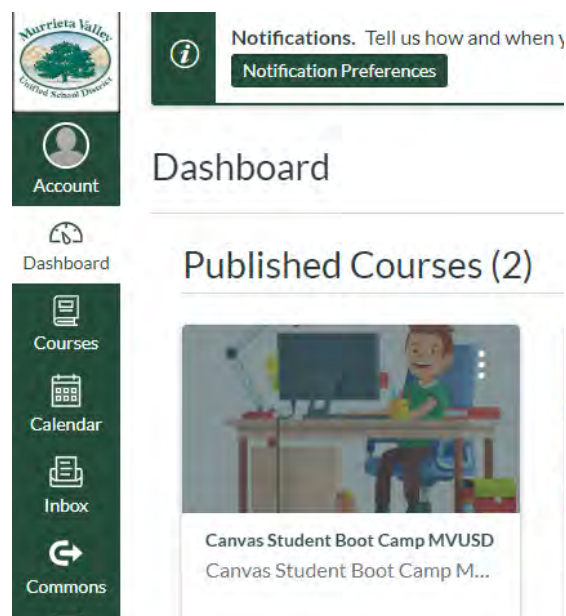 Murrieta Valley
Unified School District
Notifications. Tell us how and when y
Notification Preferences
Account
Dashboard
Dashboard
Published Courses (2)
Courses
Calendar
Inbox
Commons
Canvas Student Boot Camp MVUSD
Canvas Student Boot Camp M...